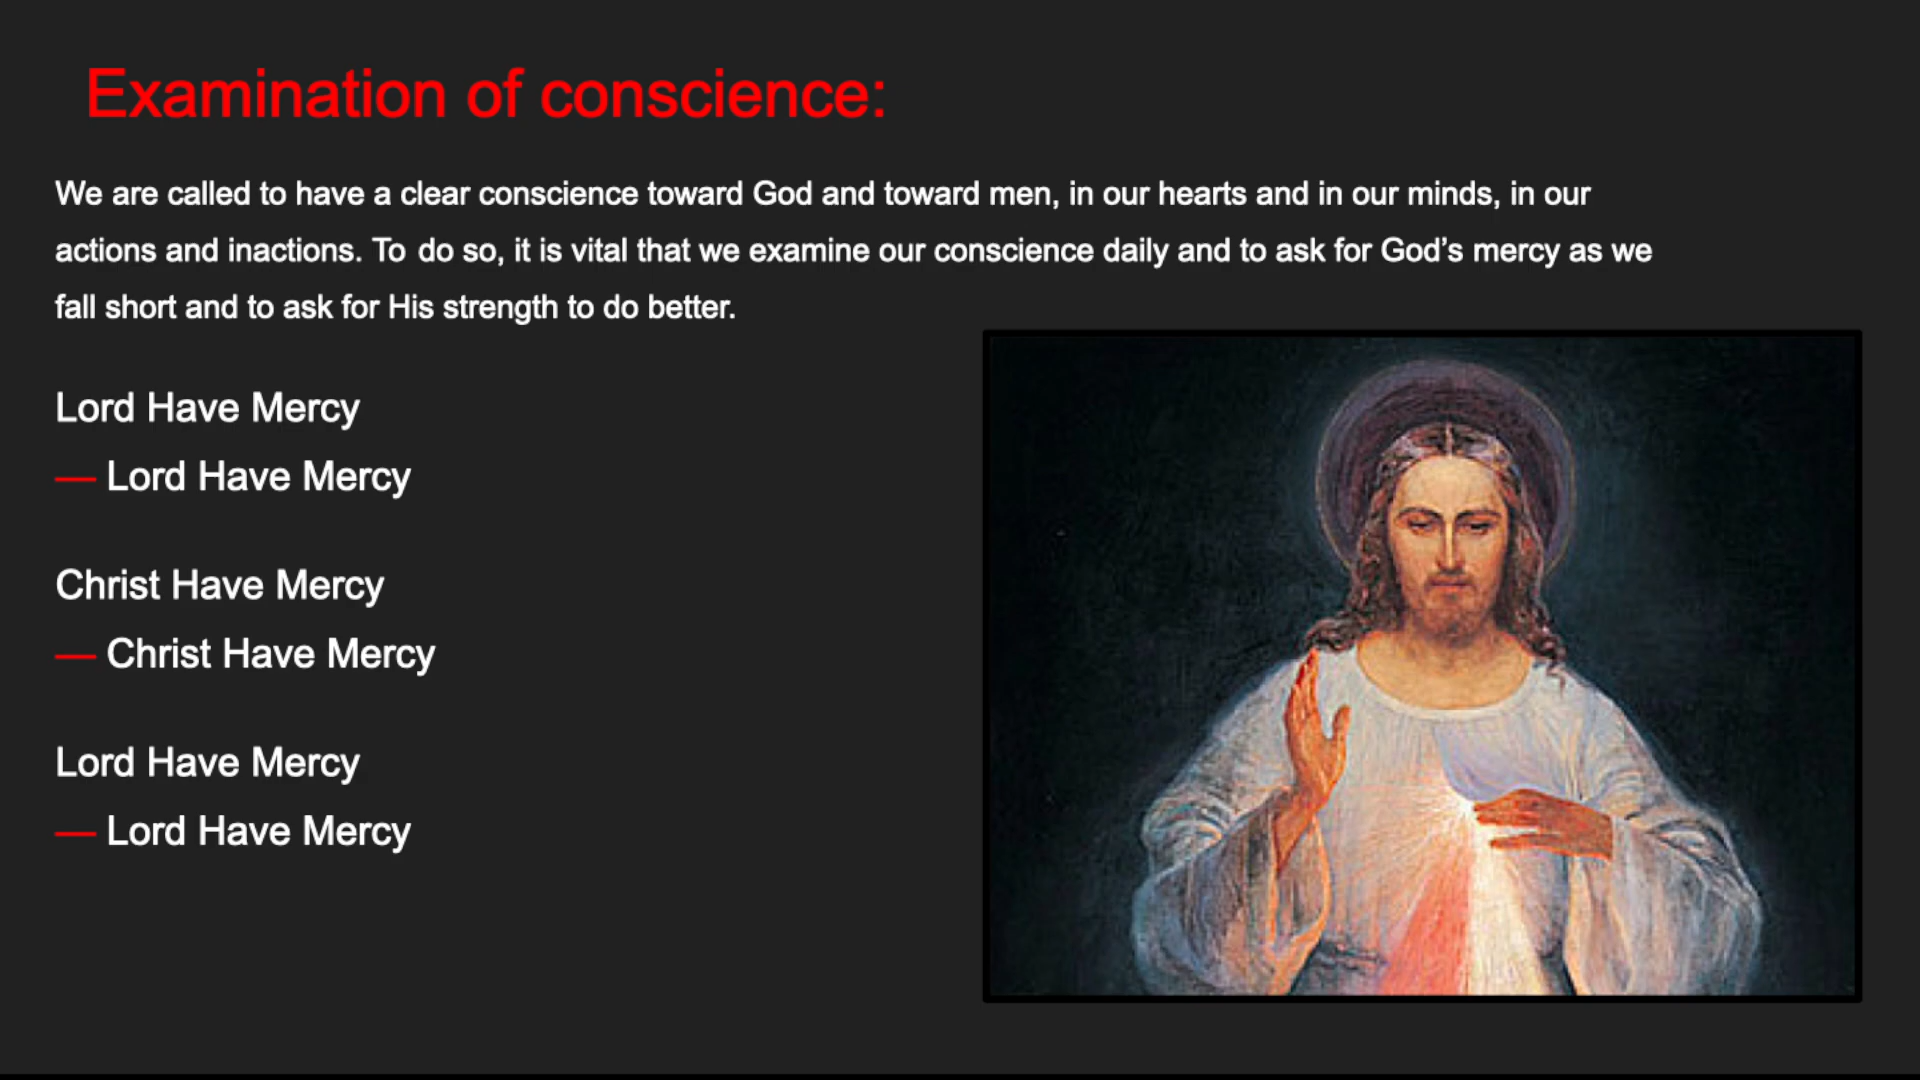 Examination of conscience:
We are called to have a clear conscience toward God and toward men, in our hearts and in our minds, in our
actions and inactions. To do so, it is vital that we examine our conscience daily and to ask for God’s mercy as we
fall short and to ask for His strength to do better.
Lord Have Mercy
— Lord Have Mercy
Christ Have Mercy
— Christ Have Mercy
Lord Have Mercy
— Lord Have Mercy